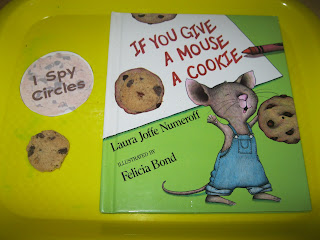 I Spy
Circles
IF YOU GIVE
A MOUSE
A COOKIE
Laura Joffe Numeroff
ILLUSTRATED BY
Felicia Bond